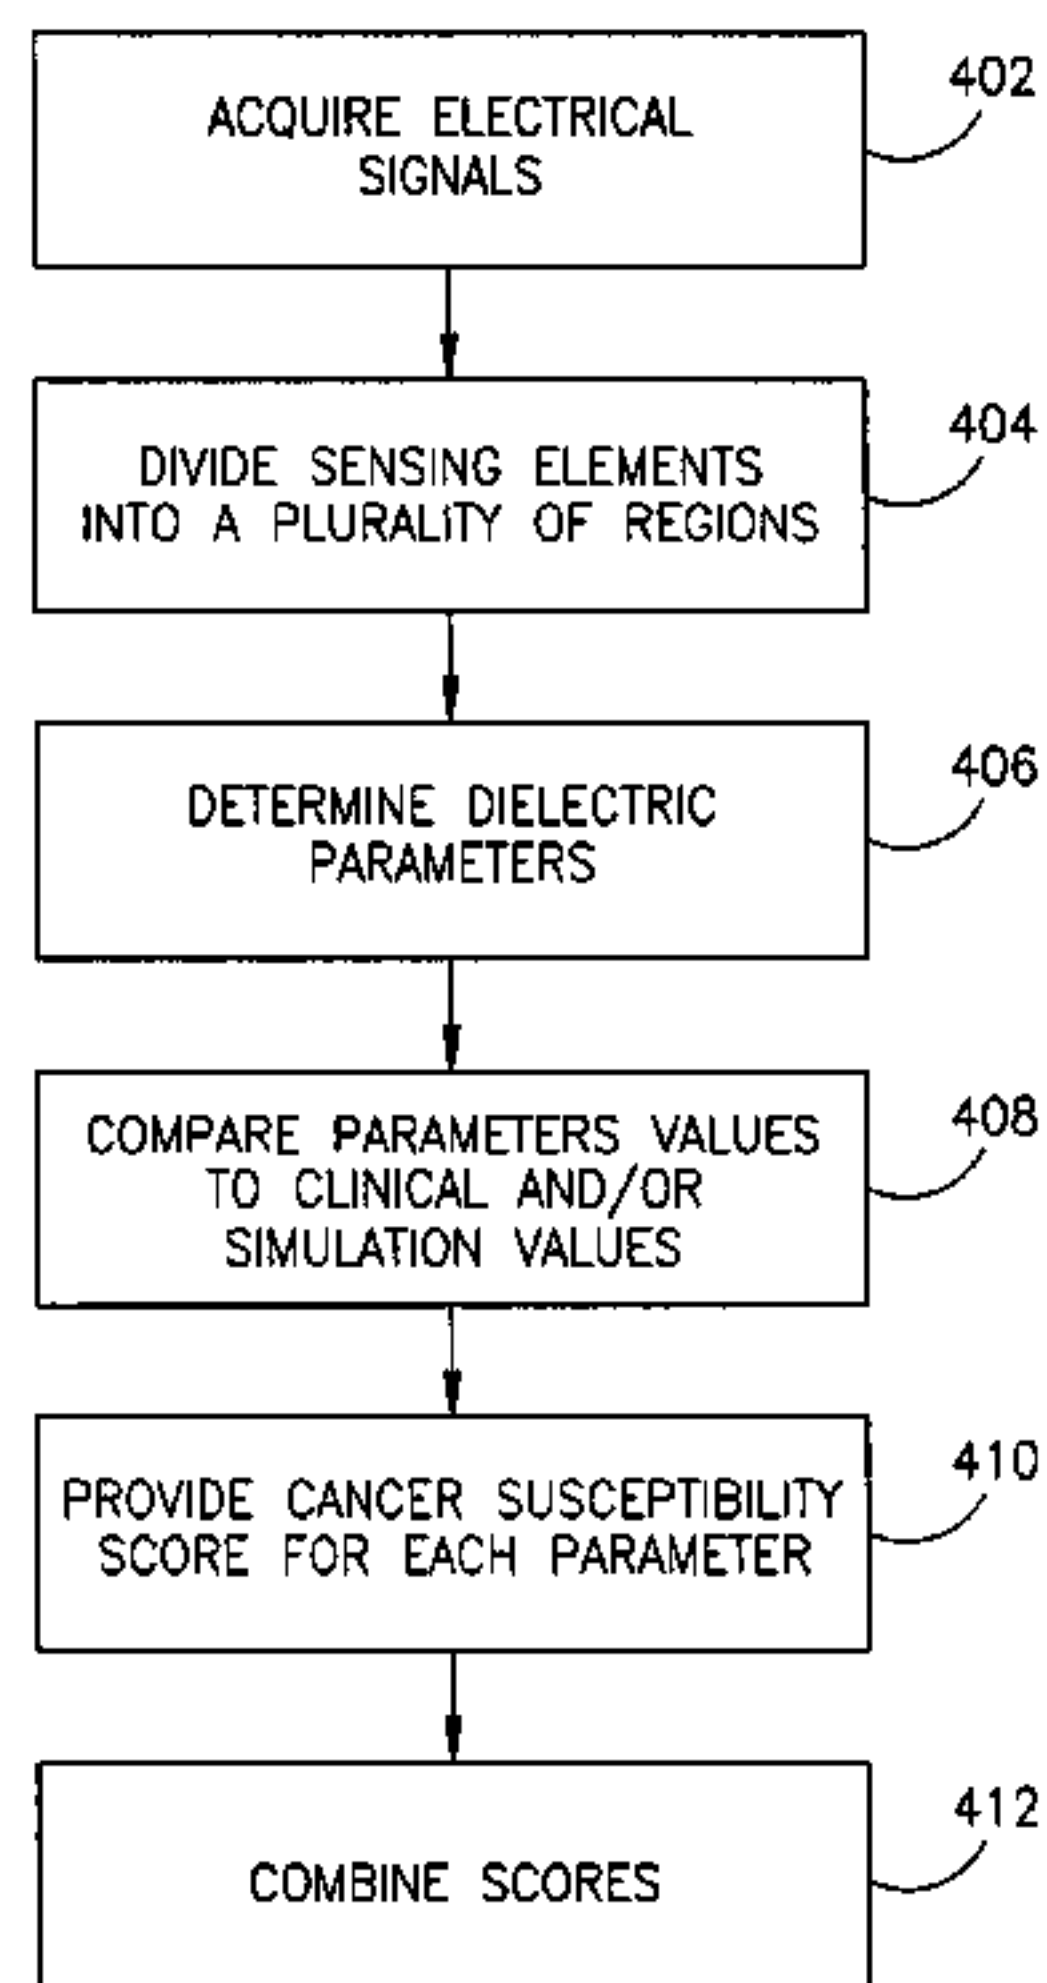 ACQUIRE ELECTRICAL
SIGNALS
402
DIVIDE SENSING ELEMENTS
INTO A PLURALITY OF REGIONS
404
DETERMINE DIELECTRIC
PARAMETERS
406
COMPARE PARAMETERS VALUES
TO CLINICAL AND/OR
SIMULATION VALUES
408
PROVIDE CANCER SUSCEPTIBILITY
SCORE FOR EACH PARAMETER
410
COMBINE SCORES
412